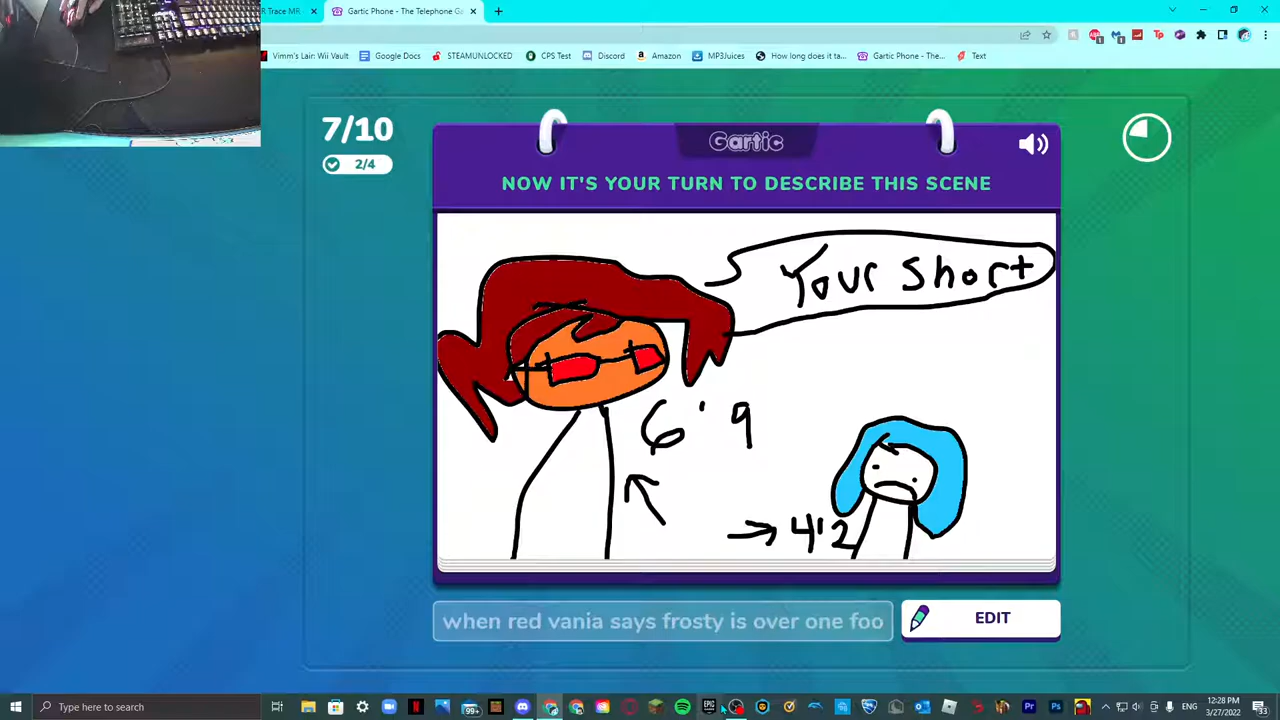 R Trace MR
Gartic Phone - The Telephone Ga
Vimm's Lair: Wii Vault
Google Docs
STEAMUNLOCKED
CPS Test
Discord
Amazon
MP3Juices
How long does it ta...
Gartic Phone - The...
Text
7/10
2/4
Gartic
NOW IT'S YOUR TURN TO DESCRIBE THIS SCENE
Your Short
6'9
→ 4'2
when red vania says frosty is over one foo
EDIT
Type here to search
99+
ENG
12:28 PM
3/27/2022